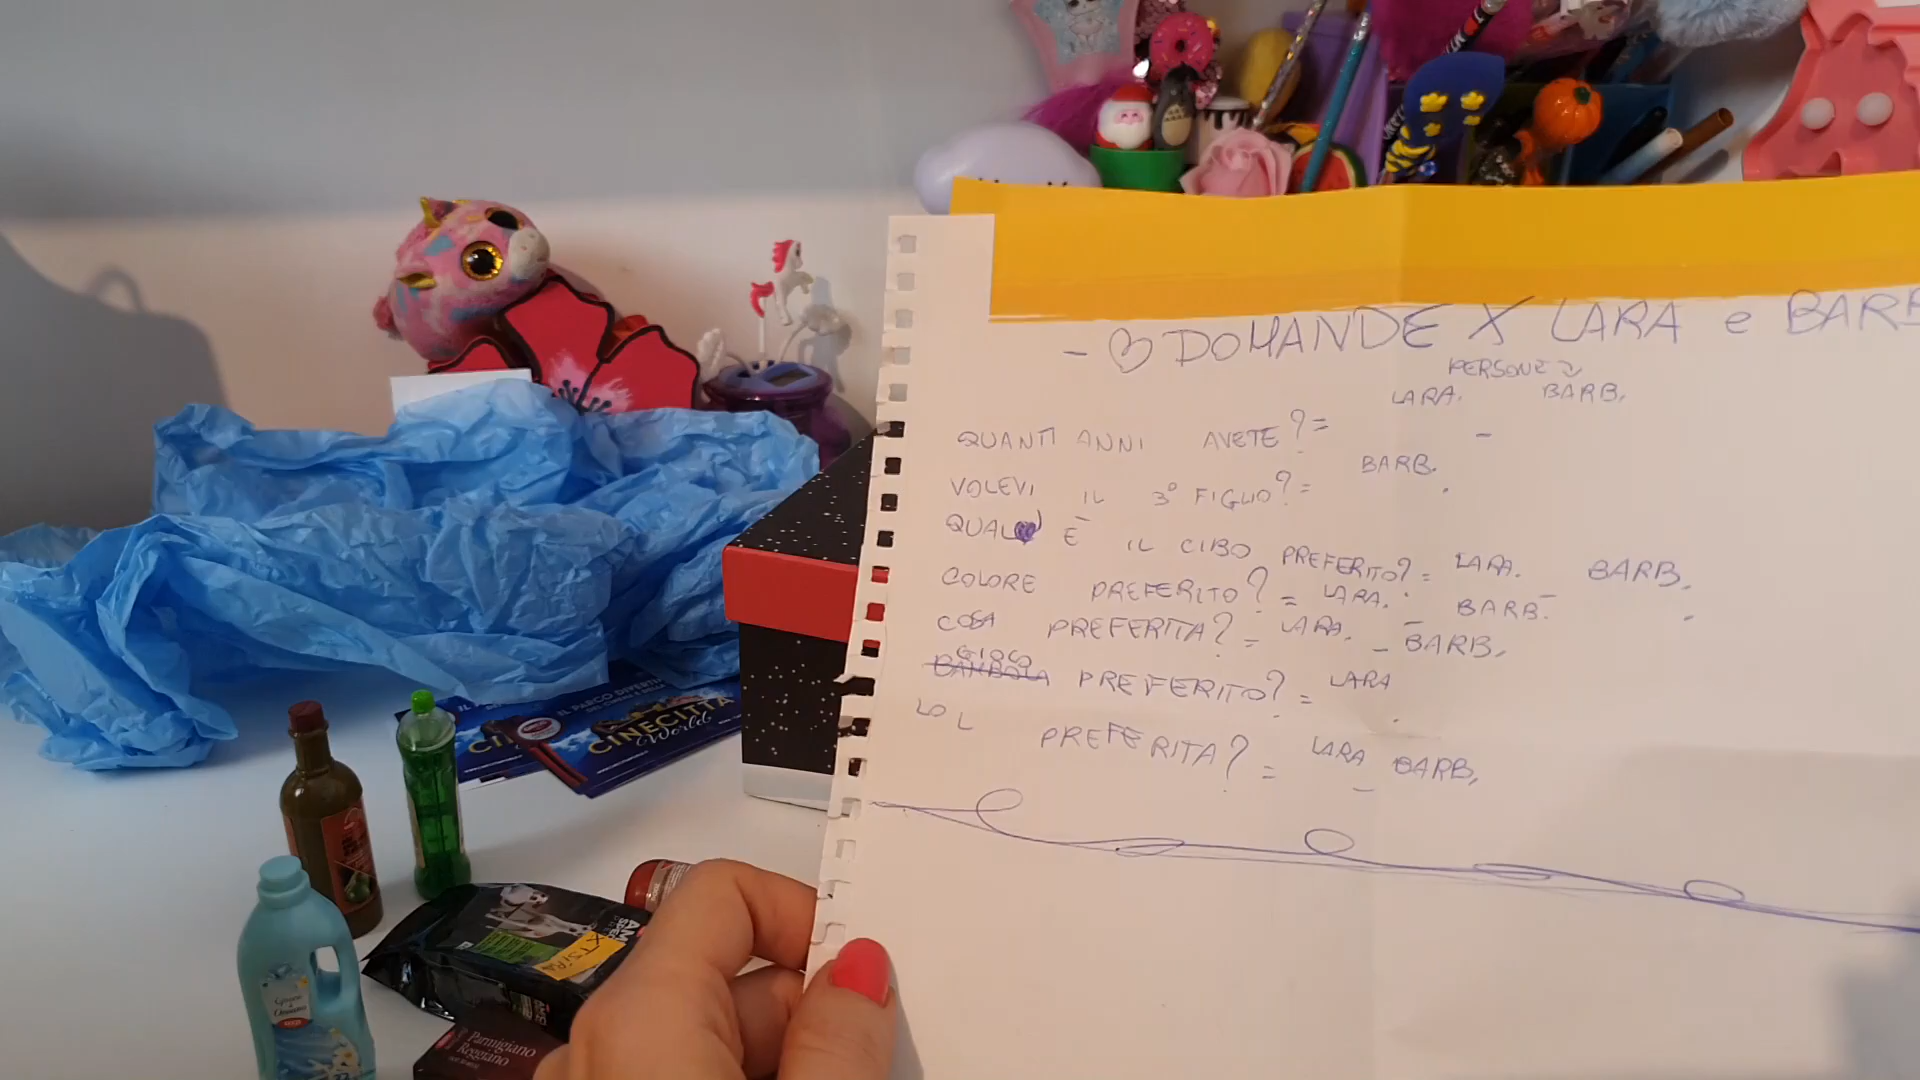 - ♡ DOMANDE X LARA e BARB
PERSONE
LARA. BARB.
QUANTI ANNI AVETE? =
-
VOLEVI IL 3° FIGLIO? = BARB.
QUAL È IL CIBO PREFERITO? = LARA. - BARB.
COLORE PREFERITO? = LARA. - BARB.
COSA PREFERITA? = LARA. - BARB.
GIOCO
BAMBOLA PREFERITO? = LARA
LOL PREFERITA? = LARA - BARB.
IL PARCO DIVERTI
CINECITTÀ
World
Parmigiano
Reggiano